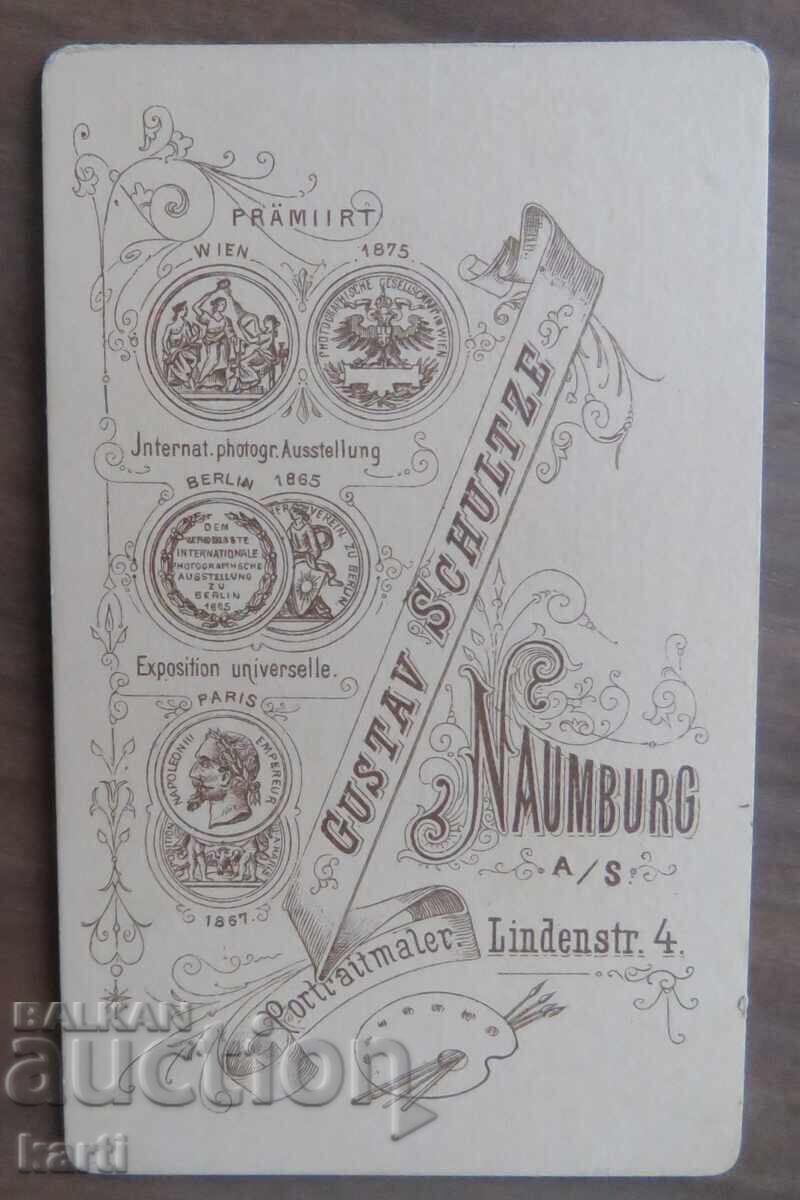 PRÄMIIRT
WIEN 1875
PHOTOGRAPHISCHE GESELLSCHAFT IN WIEN
Jnternat. photogr. Ausstellung
BERLIN 1865
DEM
INTERNATIONALE
PHOTOGRAPHISCHE
AUSSTELLUNG
ZU
BERLIN
1865
VEREIN ZU BERLIN
Exposition universelle.
PARIS
NAPOLEON III EMPEREUR
1867.
GUSTAV SCHULTZE
Portraitmaler.
NAUMBURG
A/S.
Lindenstr. 4.
BALKAN
auction
karti